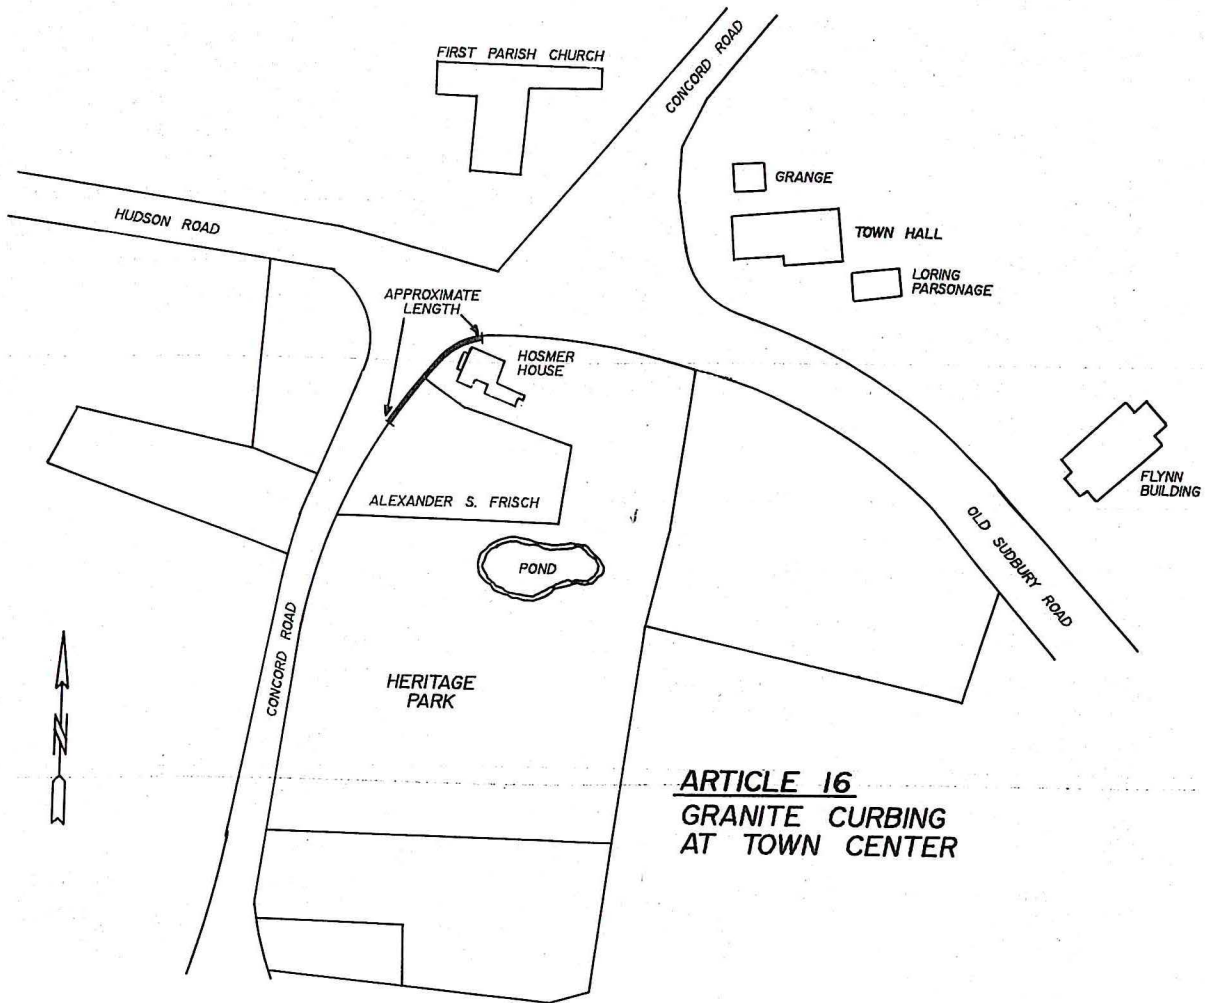 FIRST PARISH CHURCH
CONCORD ROAD
GRANGE
HUDSON ROAD
TOWN HALL
LORING
PARSONAGE
APPROXIMATE
LENGTH
HOSMER
HOUSE
FLYNN
BUILDING
ALEXANDER S. FRISCH
OLD SUDBURY ROAD
POND
CONCORD ROAD
HERITAGE
PARK
N
ARTICLE 16
GRANITE CURBING
AT TOWN CENTER